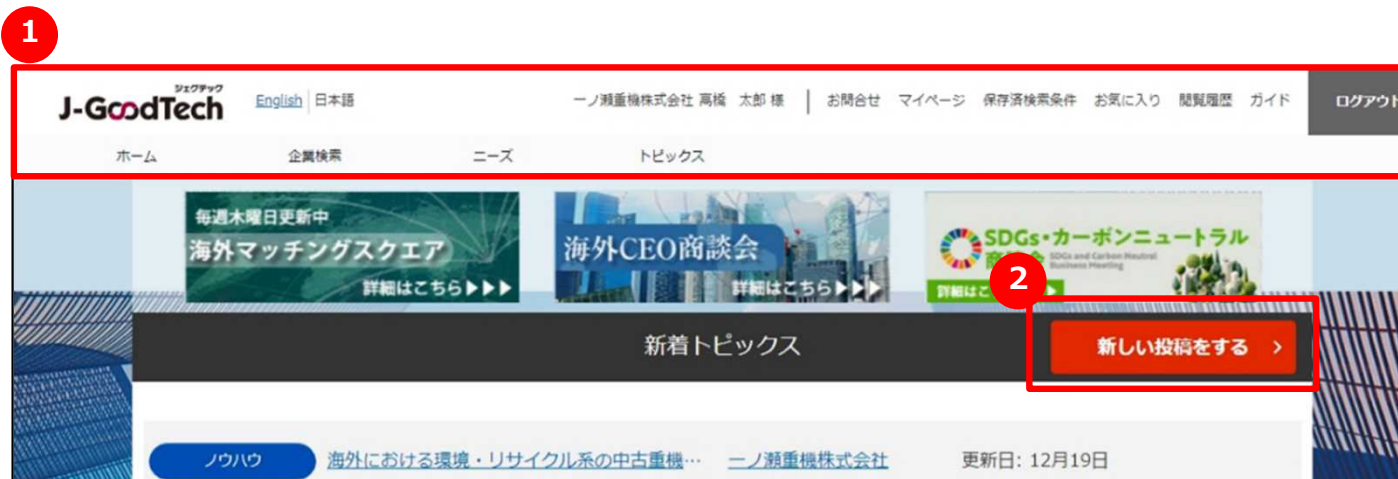 1
ジェグテック
J-GoodTech English 日本語 一ノ瀬重機株式会社 高橋 太郎 様 お問合せ マイページ 保存済検索条件 お気に入り 閲覧履歴 ガイド ログアウト
ホーム 企業検索 ニーズ トピックス
毎週木曜日更新中
海外マッチングスクエア
詳細はこちら▶▶▶
海外CEO商談会
詳細はこちら▶▶▶
SDGs・カーボンニュートラル
SDGs and Carbon Neutral
Business Meeting
2
新着トピックス
新しい投稿をする >
ノウハウ 海外における環境・リサイクル系の中古重機… 一ノ瀬重機株式会社 更新日: 12月19日